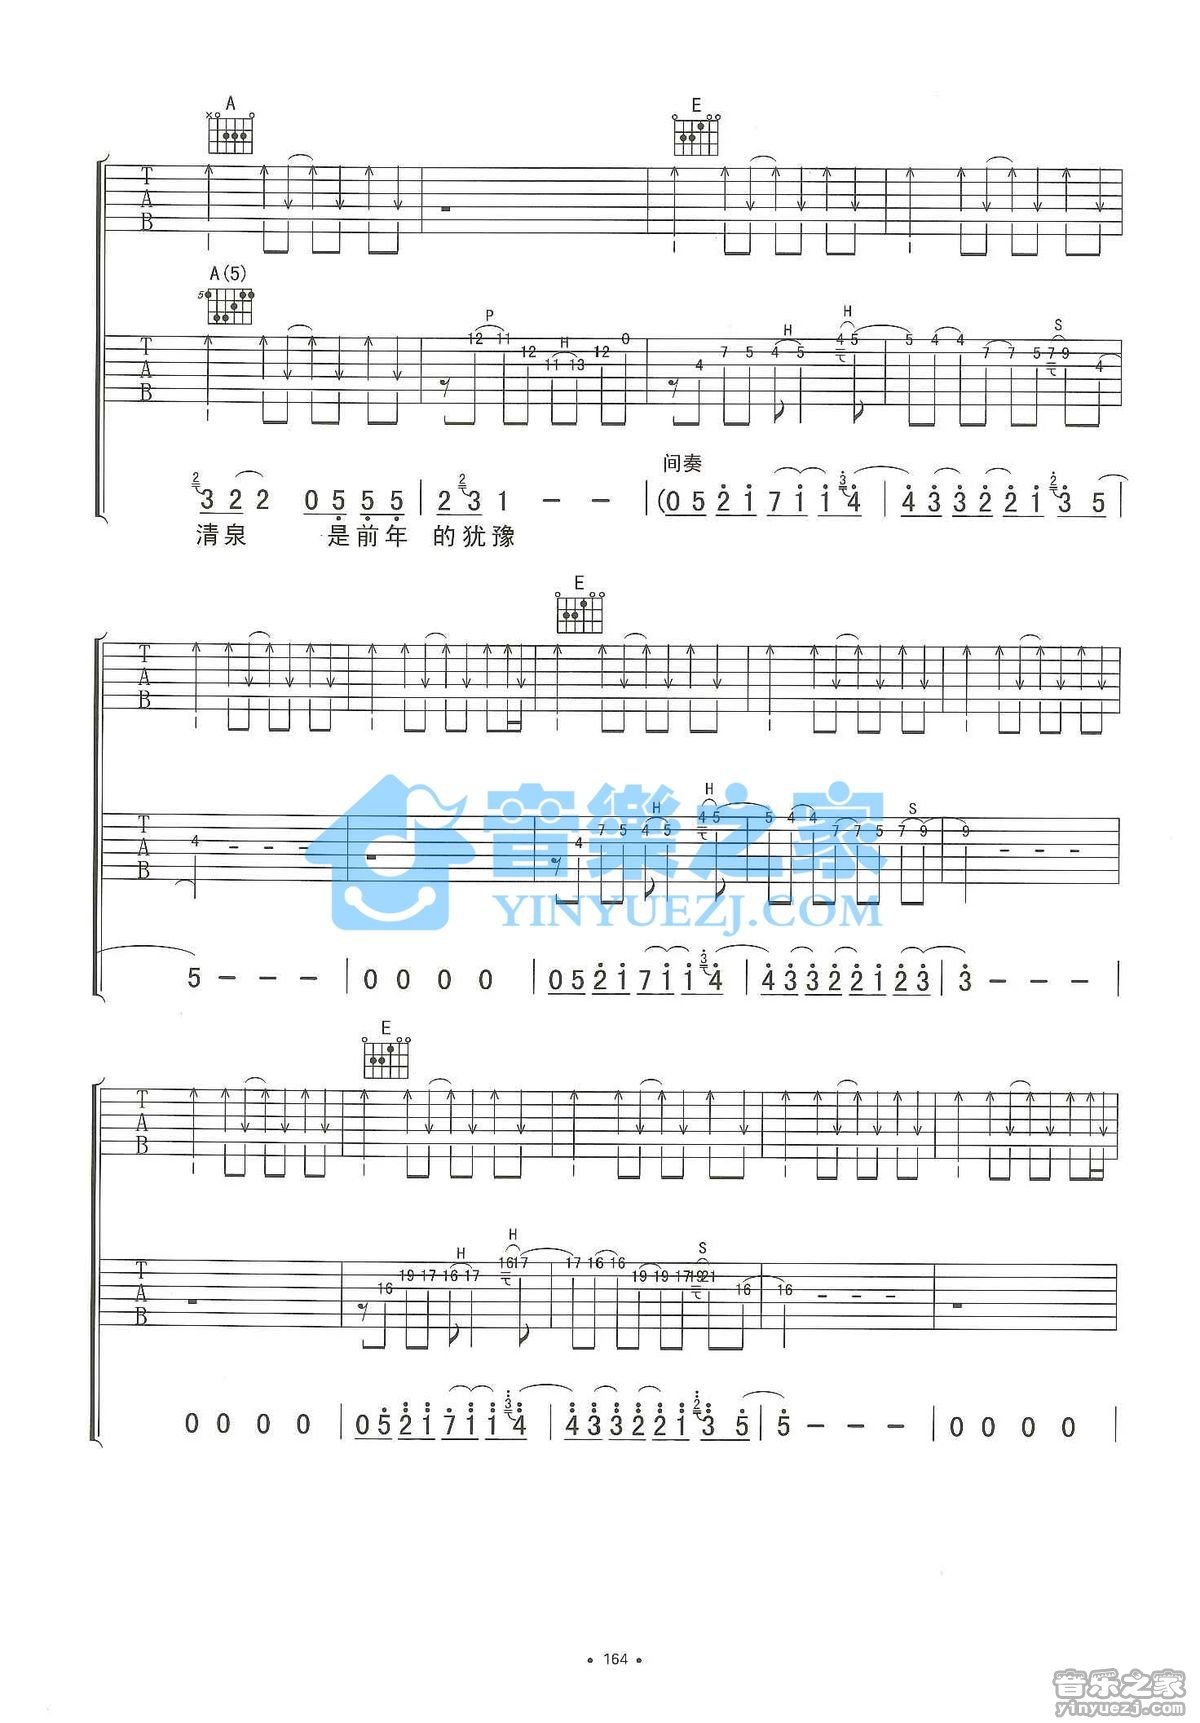 A E
T
A
B
A(5)
5
P H H H S
T
A
B
12 11 12 11 13 12 0 4 7 5 4 5 4 5 5 4 4 7 7 5 7 9 4
间奏
2 3 2 2 0 5 5 5 | 2 2 3 1 - - | (0 5 2 1 7 1 1 3 4 | 4 3 3 2 2 1 2 3 5 |
清泉 是前年 的犹豫
E
T
A
B
音樂之家
YINYUEZJ.COM
H H S
T
A
B
4 - - - 4 7 5 4 5 4 5 5 4 4 7 7 5 7 9 9 - - -
5 - - - | 0 0 0 0 | 0 5 2 1 7 1 1 3 4 | 4 3 3 2 2 1 2 3 | 3 - - - |
E
T
A
B
H H S
T
A
B
16 19 17 16 17 16 17 17 16 16 19 19 17 19 21 16 16 - - -
0 0 0 0 | 0 5 2 1 7 1 1 3 4 | 4 3 3 2 2 1 2 3 5 | 5 - - - | 0 0 0 0 |
• 164 •
音乐之家
yinyuezj.com